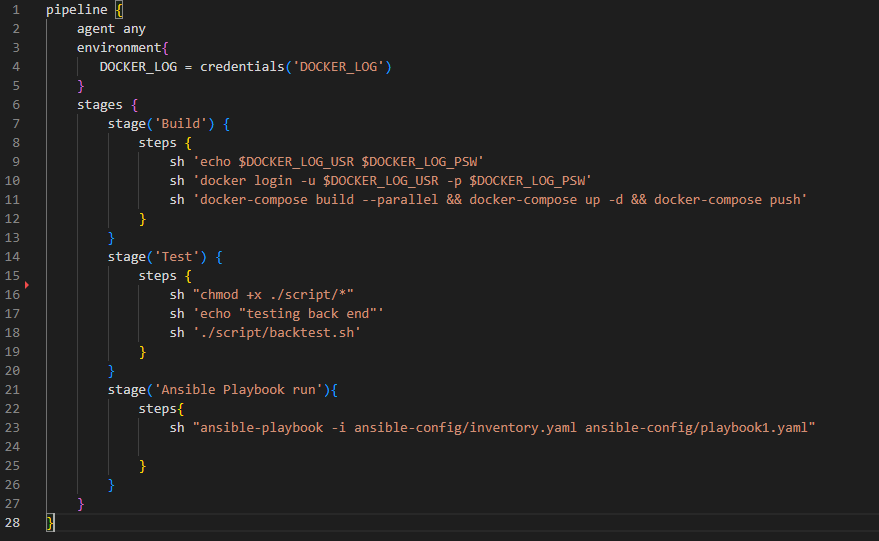 1 pipeline {
2     agent any
3     environment{
4        DOCKER_LOG = credentials('DOCKER_LOG')
5     }
6     stages {
7         stage('Build') {
8             steps {
9                 sh 'echo $DOCKER_LOG_USR $DOCKER_LOG_PSW'
10                 sh 'docker login -u $DOCKER_LOG_USR -p $DOCKER_LOG_PSW'
11                 sh 'docker-compose build --parallel && docker-compose up -d && docker-compose push'
12             }
13         }
14         stage('Test') {
15             steps {
16                 sh "chmod +x ./script/*"
17                 sh 'echo "testing back end"'
18                 sh './script/backtest.sh'
19             }
20         }
21         stage('Ansible Playbook run'){
22             steps{
23                 sh "ansible-playbook -i ansible-config/inventory.yaml ansible-config/playbook1.yaml"
24
25             }
26         }
27     }
28 }